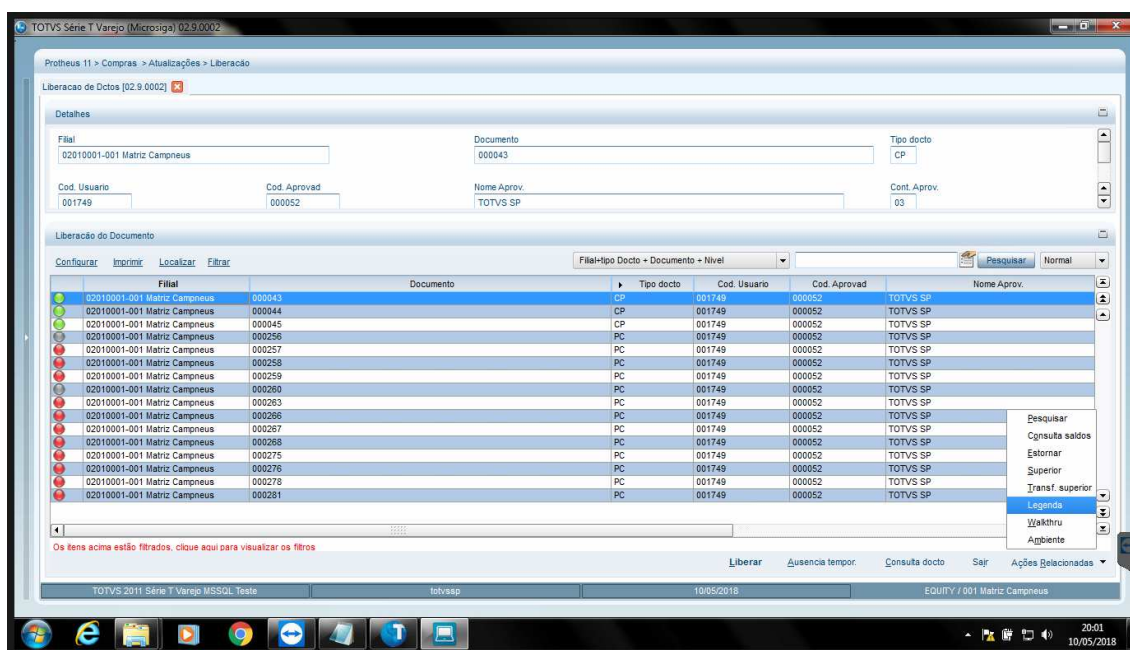 TOTVS Série T Varejo (Microsiga) 02.9.0002
Protheus 11 > Compras > Atualizações > Liberacão
Liberacao de Dctos [02.9.0002]
Detalhes
Filial Documento Tipo docto
02010001-001 Matriz Campneus 000043 CP
Cod. Usuario Cod. Aprovad Nome Aprov. Cont. Aprov.
001749 000052 TOTVS SP 03
Liberacão do Documento
Configurar Imprimir Localizar Filtrar Filial+tipo Docto + Documento + Nivel Pesquisar Normal
Filial Documento Tipo docto Cod. Usuario Cod. Aprovad Nome Aprov.
02010001-001 Matriz Campneus 000043 CP 001749 000052 TOTVS SP
02010001-001 Matriz Campneus 000044 CP 001749 000052 TOTVS SP
02010001-001 Matriz Campneus 000045 CP 001749 000052 TOTVS SP
02010001-001 Matriz Campneus 000256 PC 001749 000052 TOTVS SP
02010001-001 Matriz Campneus 000257 PC 001749 000052 TOTVS SP
02010001-001 Matriz Campneus 000258 PC 001749 000052 TOTVS SP
02010001-001 Matriz Campneus 000259 PC 001749 000052 TOTVS SP
02010001-001 Matriz Campneus 000260 PC 001749 000052 TOTVS SP
02010001-001 Matriz Campneus 000263 PC 001749 000052 TOTVS SP
02010001-001 Matriz Campneus 000266 PC 001749 000052 TOTVS SP
02010001-001 Matriz Campneus 000267 PC 001749 000052 TOTVS SP
02010001-001 Matriz Campneus 000268 PC 001749 000052 TOTVS SP
02010001-001 Matriz Campneus 000275 PC 001749 000052 TOTVS SP
02010001-001 Matriz Campneus 000276 PC 001749 000052 TOTVS SP
02010001-001 Matriz Campneus 000278 PC 001749 000052 TOTVS SP
02010001-001 Matriz Campneus 000281 PC 001749 000052 TOTVS SP
Pesquisar
Consulta saldos
Estornar
Superior
Transf. superior
Legenda
Walkthru
Ambiente
Os itens acima estão filtrados, clique aqui para visualizar os filtros
Liberar Ausencia tempor. Consulta docto Sair Ações Relacionadas
TOTVS 2011 Série T Varejo MSSQL Teste totvssp 10/05/2018 EQUITY / 001 Matriz Campneus
20:01
10/05/2018